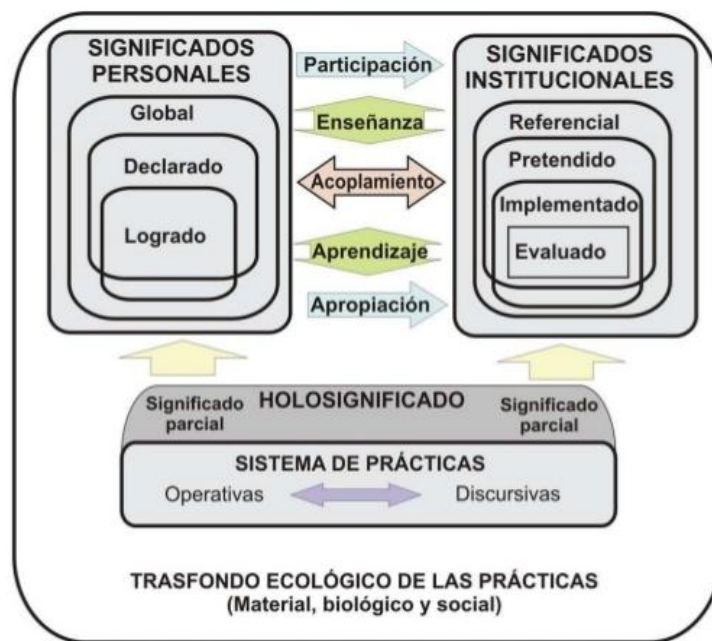 SIGNIFICADOS
PERSONALES
Global
Declarado
Logrado
Participación
Enseñanza
Acoplamiento
Aprendizaje
Apropiación
SIGNIFICADOS
INSTITUCIONALES
Referencial
Pretendido
Implementado
Evaluado
Significado
parcial
HOLOSIGNIFICADO
Significado
parcial
SISTEMA DE PRÁCTICAS
Operativas
Discursivas
TRASFONDO ECOLÓGICO DE LAS PRÁCTICAS
(Material, biológico y social)